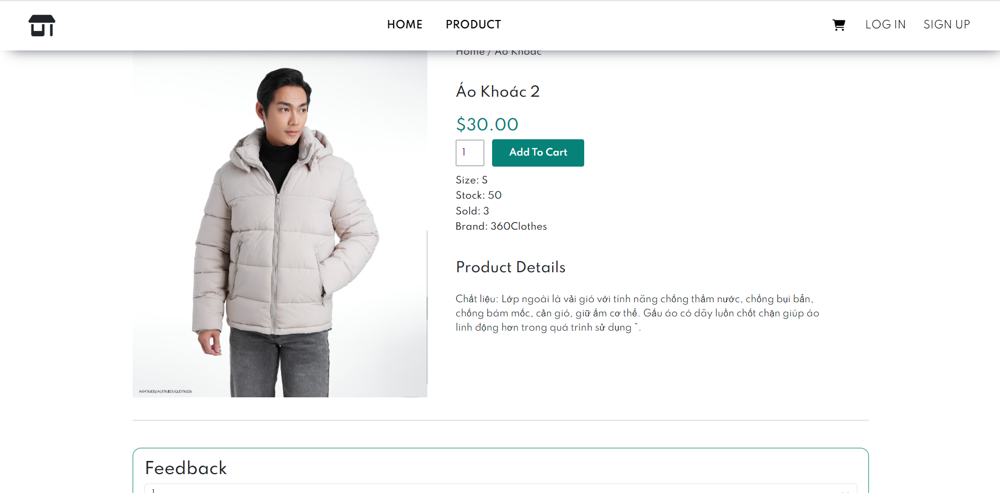 HOME PRODUCT LOG IN SIGN UP
Home / Áo Khoác
Áo Khoác 2
$30.00
1 Add To Cart
Size: S
Stock: 50
Sold: 3
Brand: 360Clothes
Product Details
Chất liệu: Lớp ngoài là vải gió với tính năng chống thấm nước, chống bụi bẩn,
chống bám mốc, cản gió, giữ ấm cơ thể. Gấu áo có dây luồn chốt chặn giúp áo
linh động hơn trong quá trình sử dụng ”.
AKHTK405/ALETK403/QJDTK426
Feedback
1